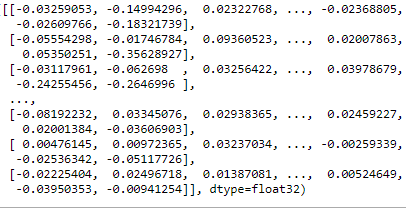 [[-0.03259053, -0.14994296,  0.02322768, ..., -0.02368805,
-0.02609766, -0.18321739],
[-0.05554298, -0.01746784,  0.09360523, ...,  0.02007863,
0.05350251, -0.35628927],
[-0.03117961, -0.062698  ,  0.03256422, ...,  0.03978679,
-0.24255456, -0.2646996 ],
...,
[-0.08192232,  0.03345076,  0.02938365, ...,  0.02459227,
0.02001384, -0.03606903],
[ 0.00476145,  0.00972365,  0.03237034, ..., -0.00259339,
-0.02536342, -0.05117726],
[-0.02225404,  0.02496718,  0.01387081, ...,  0.00524649,
-0.03950353, -0.00941254]], dtype=float32)